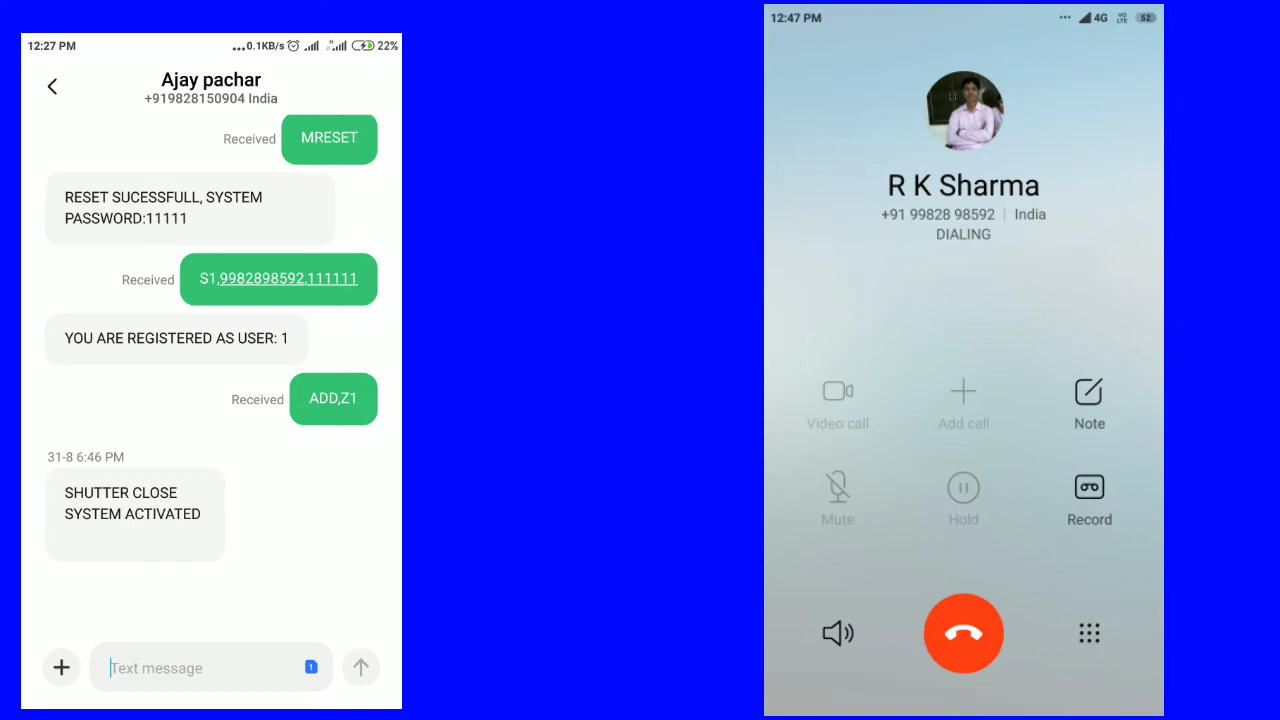 12:27 PM
...0.1KB/s
22%
Ajay pachar
+919828150904 India
Received
MRESET
RESET SUCESSFULL, SYSTEM
PASSWORD:11111
Received
S1,9982898592,111111
YOU ARE REGISTERED AS USER: 1
Received
ADD,Z1
31-8 6:46 PM
SHUTTER CLOSE
SYSTEM ACTIVATED
Text message
1
12:47 PM
... 4G VO LTE 52
R K Sharma
+91 99828 98592 | India
DIALING
Video call
Add call
Note
Mute
Hold
Record